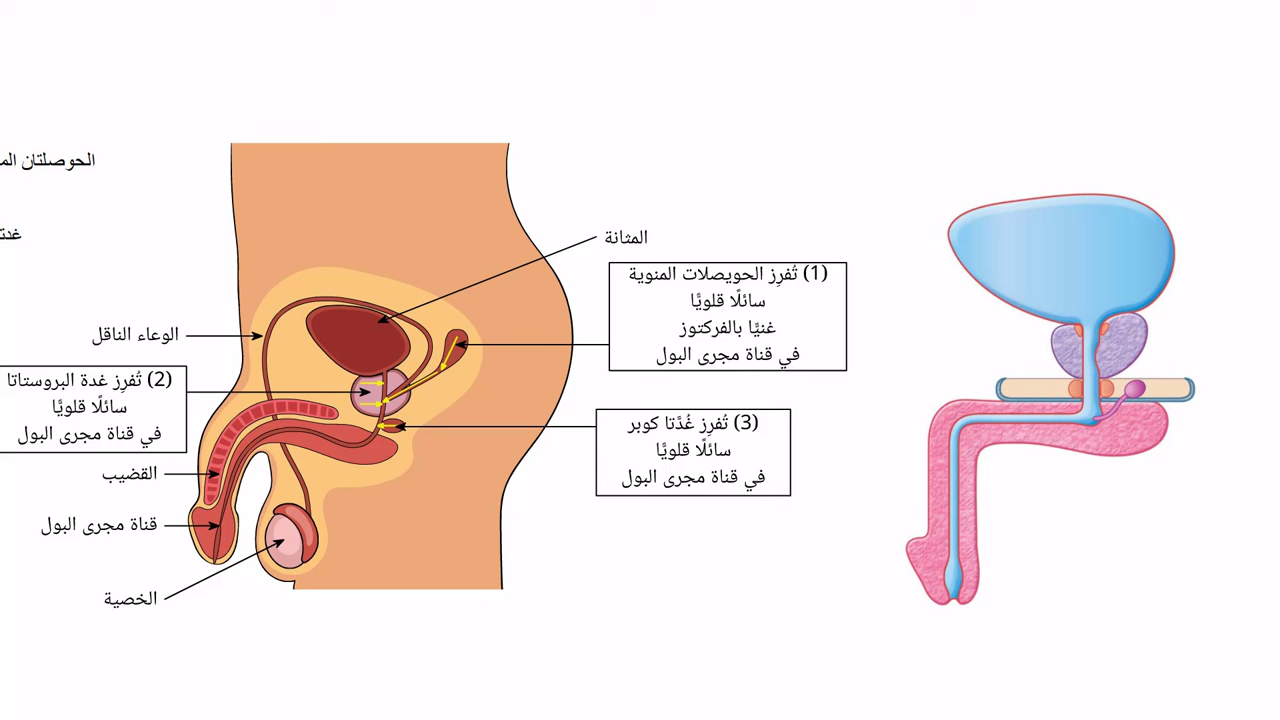 الحوصلتان
المثانة
(1) تُفرِز الحويصلات المنوية
سائلًا قلويًّا
غنيًّا بالفركتوز
في قناة مجرى البول
الوعاء الناقل
(2) تُفرِز غدة البروستاتا
سائلًا قلويًّا
في قناة مجرى البول
(3) تُفرِز غُدَّتا كوبر
سائلًا قلويًّا
في قناة مجرى البول
القضيب
قناة مجرى البول
الخصية